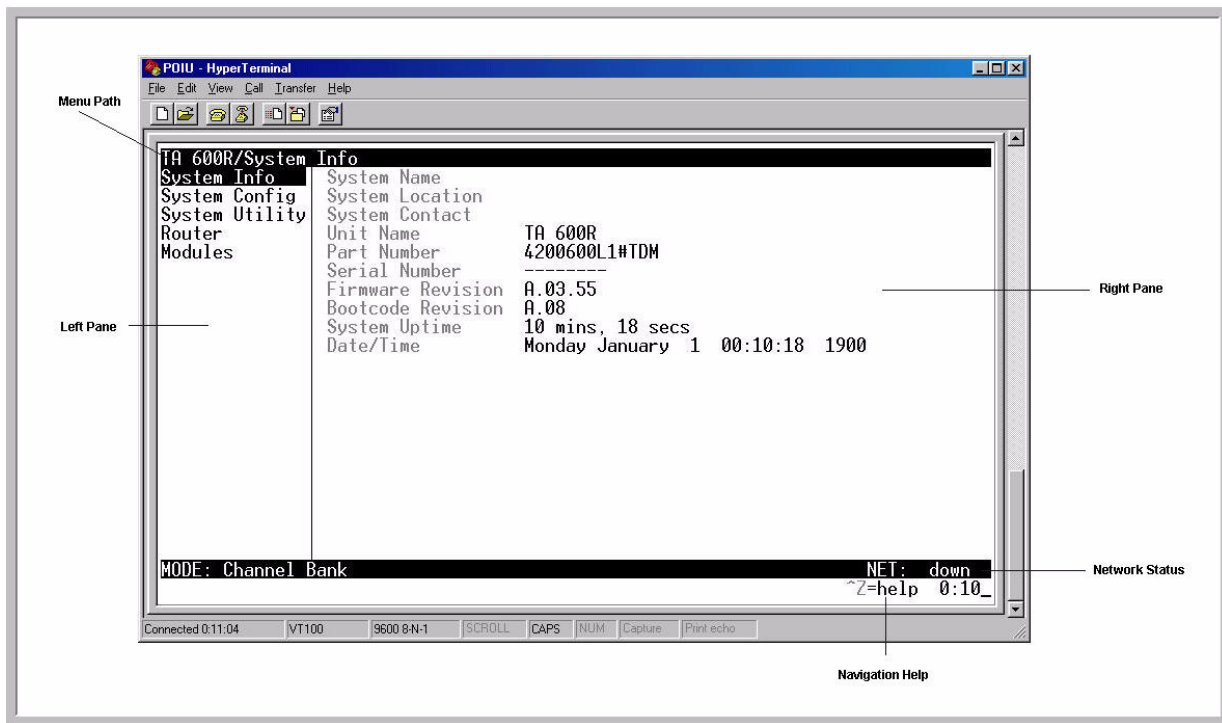 POIU - HyperTerminal
File Edit View Call Transfer Help
Menu Path
TA 600R/System Info
System Info System Name
System Config System Location
System Utility System Contact
Router Unit Name TA 600R
Modules Part Number 4200600L1#TDM
Serial Number --------
Firmware Revision A.03.55
Right Pane
Bootcode Revision A.08
Left Pane
System Uptime 10 mins, 18 secs
Date/Time Monday January 1 00:10:18 1900
MODE: Channel Bank NET: down
Network Status
^Z=help 0:10_
Connected 0:11:04 VT100 9600 8-N-1 SCROLL CAPS NUM Capture Print echo
Navigation Help